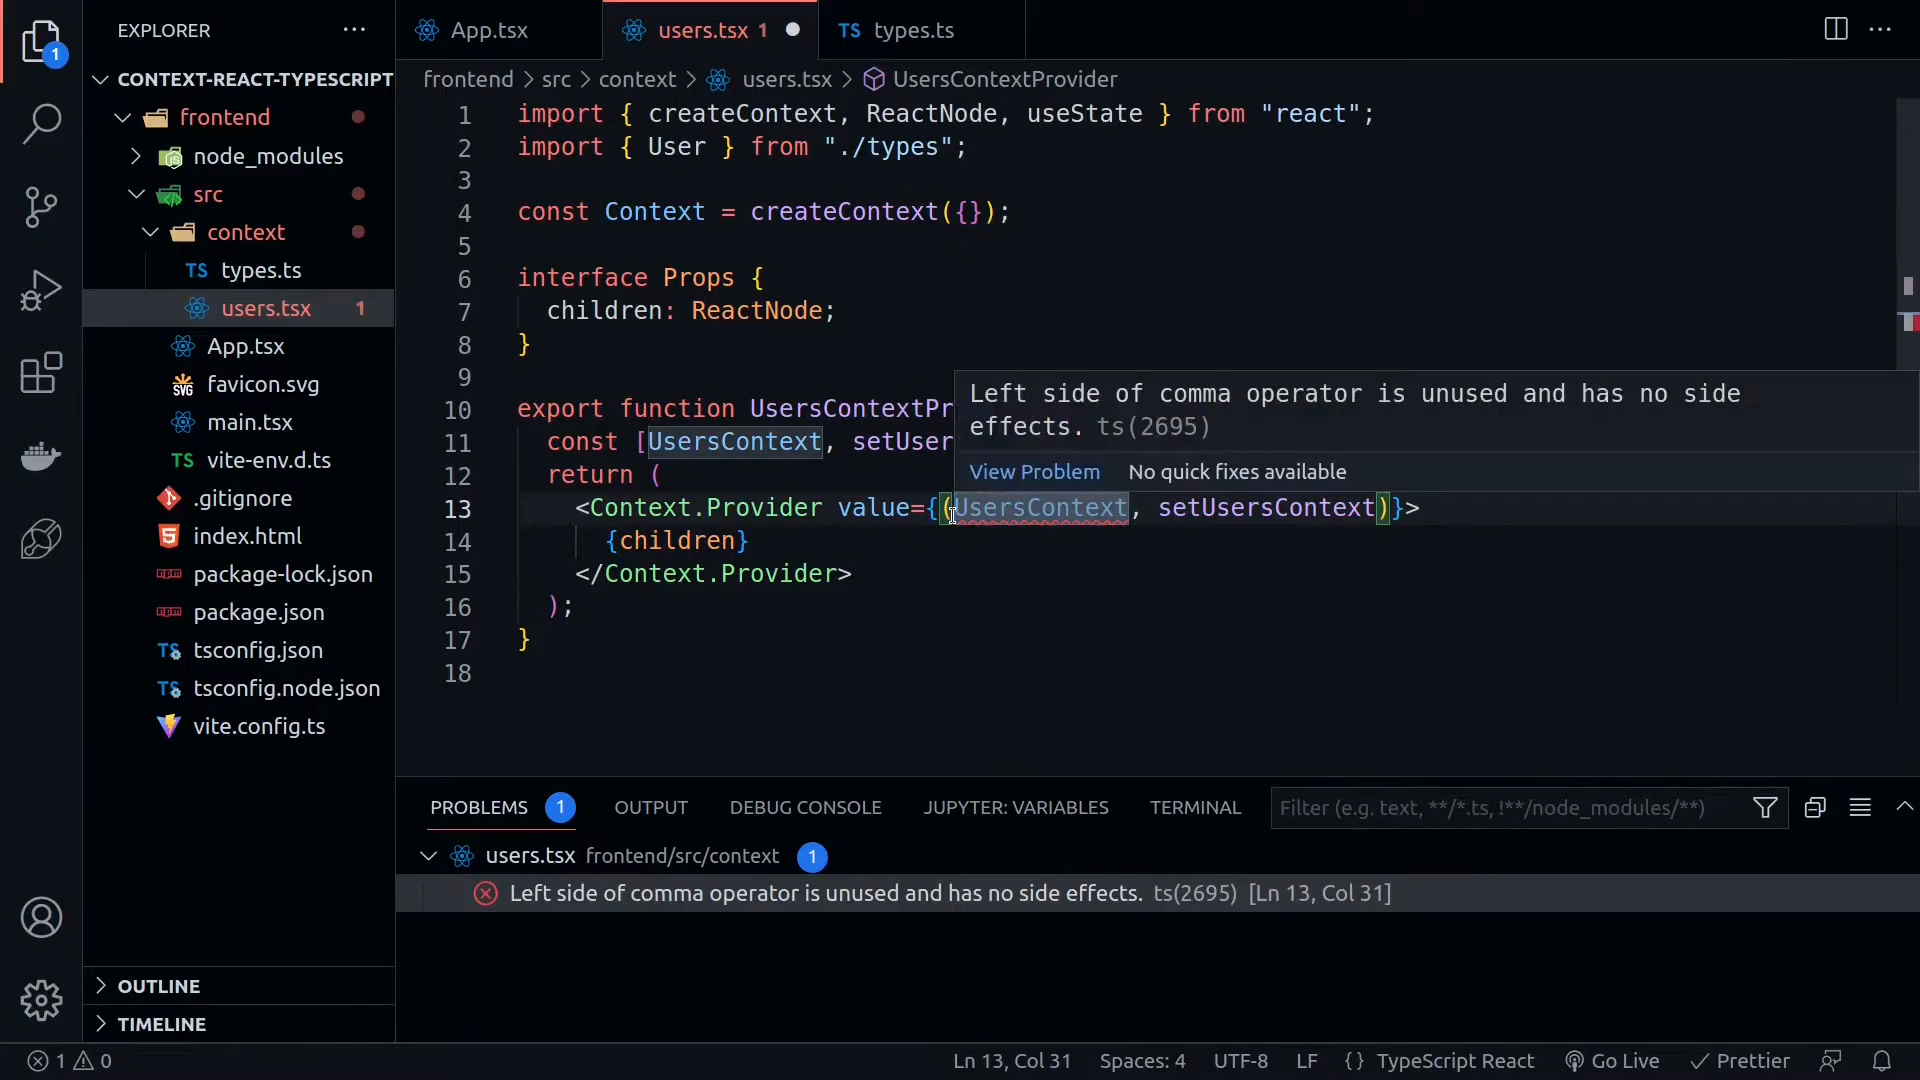 EXPLORER
App.tsx
users.tsx 1
TS types.ts
1
CONTEXT-REACT-TYPESCRIPT
frontend > src > context > users.tsx > UsersContextProvider
frontend
node_modules
src
context
TS types.ts
users.tsx 1
App.tsx
SVG favicon.svg
main.tsx
TS vite-env.d.ts
.gitignore
index.html
package-lock.json
package.json
TS tsconfig.json
TS tsconfig.node.json
vite.config.ts
OUTLINE
TIMELINE
1 import { createContext, ReactNode, useState } from "react";
2 import { User } from "./types";
3
4 const Context = createContext({});
5
6 interface Props {
7 children: ReactNode;
8 }
9
10 export function UsersContextPr
11 const [UsersContext, setUser
12 return (
13 <Context.Provider value={(UsersContext, setUsersContext)}>
14 {children}
15 </Context.Provider>
16 );
17 }
18
Left side of comma operator is unused and has no side
effects. ts(2695)
View Problem No quick fixes available
PROBLEMS 1 OUTPUT DEBUG CONSOLE JUPYTER: VARIABLES TERMINAL Filter (e.g. text, **/*.ts, !**/node_modules/**)
users.tsx frontend/src/context 1
Left side of comma operator is unused and has no side effects. ts(2695) [Ln 13, Col 31]
1 0 Ln 13, Col 31 Spaces: 4 UTF-8 LF {} TypeScript React Go Live Prettier